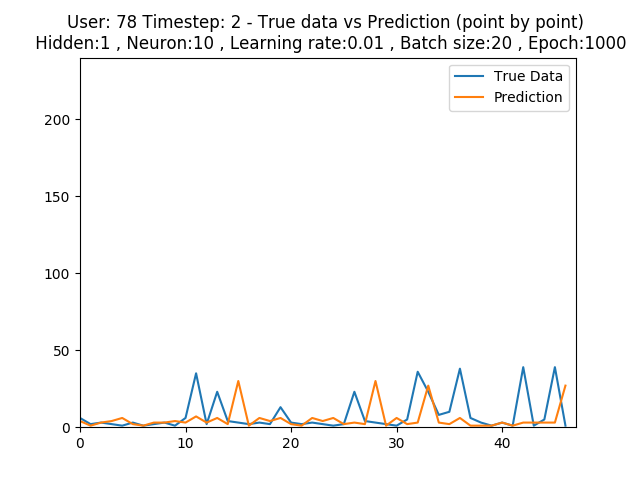 User: 78 Timestep: 2 - True data vs Prediction (point by point)
Hidden:1 , Neuron:10 , Learning rate:0.01 , Batch size:20 , Epoch:1000
True Data
Prediction
200
150
100
50
0
0 10 20 30 40